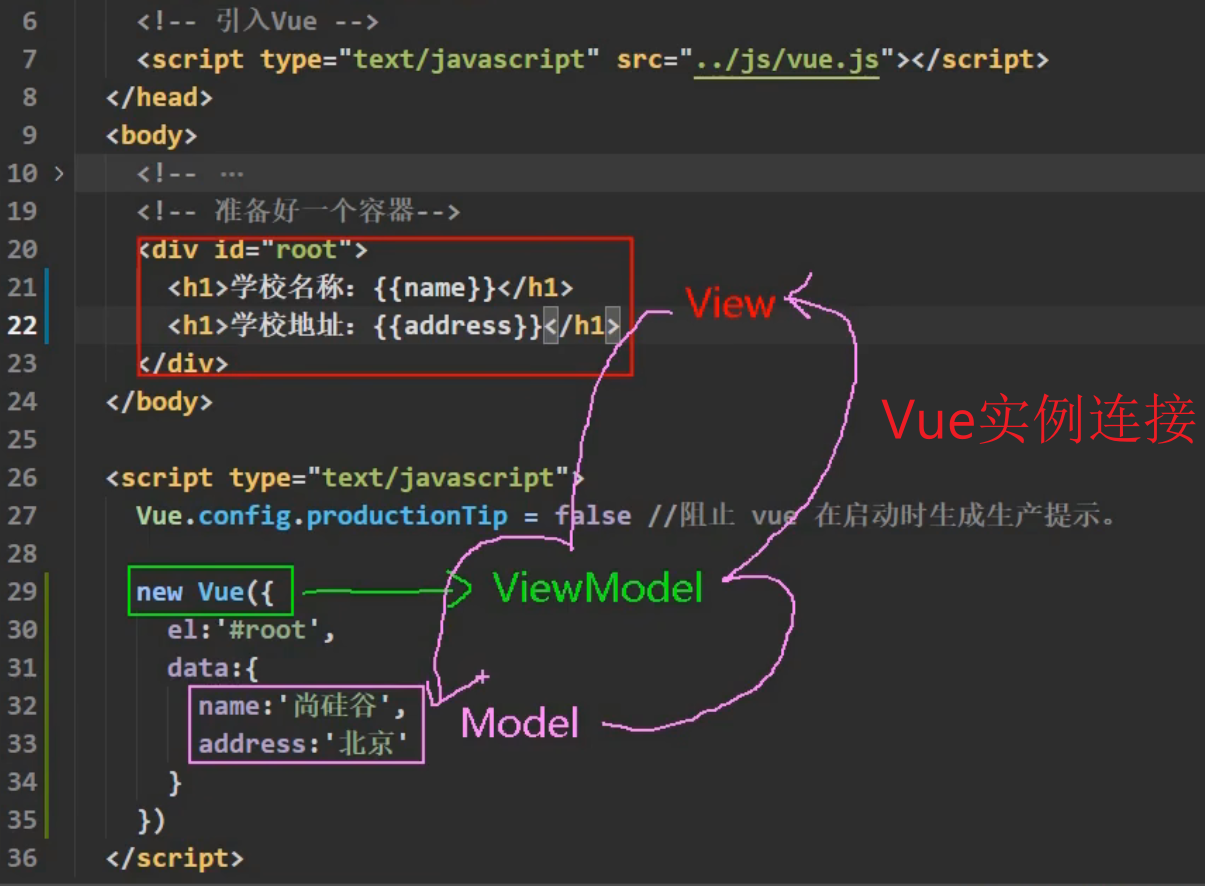 6 <!-- 引入Vue -->
7 <script type="text/javascript" src="../js/vue.js"></script>
8 </head>
9 <body>
10 > <!-- ...
19 <!-- 准备好一个容器-->
20 <div id="root">
21 <h1>学校名称：{{name}}</h1>
22 <h1>学校地址：{{address}}</h1>
View
23 </div>
24 </body>
Vue实例连接
25
26 <script type="text/javascript">
27 Vue.config.productionTip = false //阻止 vue 在启动时生成生产提示。
28
29 new Vue({
ViewModel
30 el:'#root',
31 data:{
32 name:'尚硅谷',
Model
33 address:'北京'
34 }
35 })
36 </script>